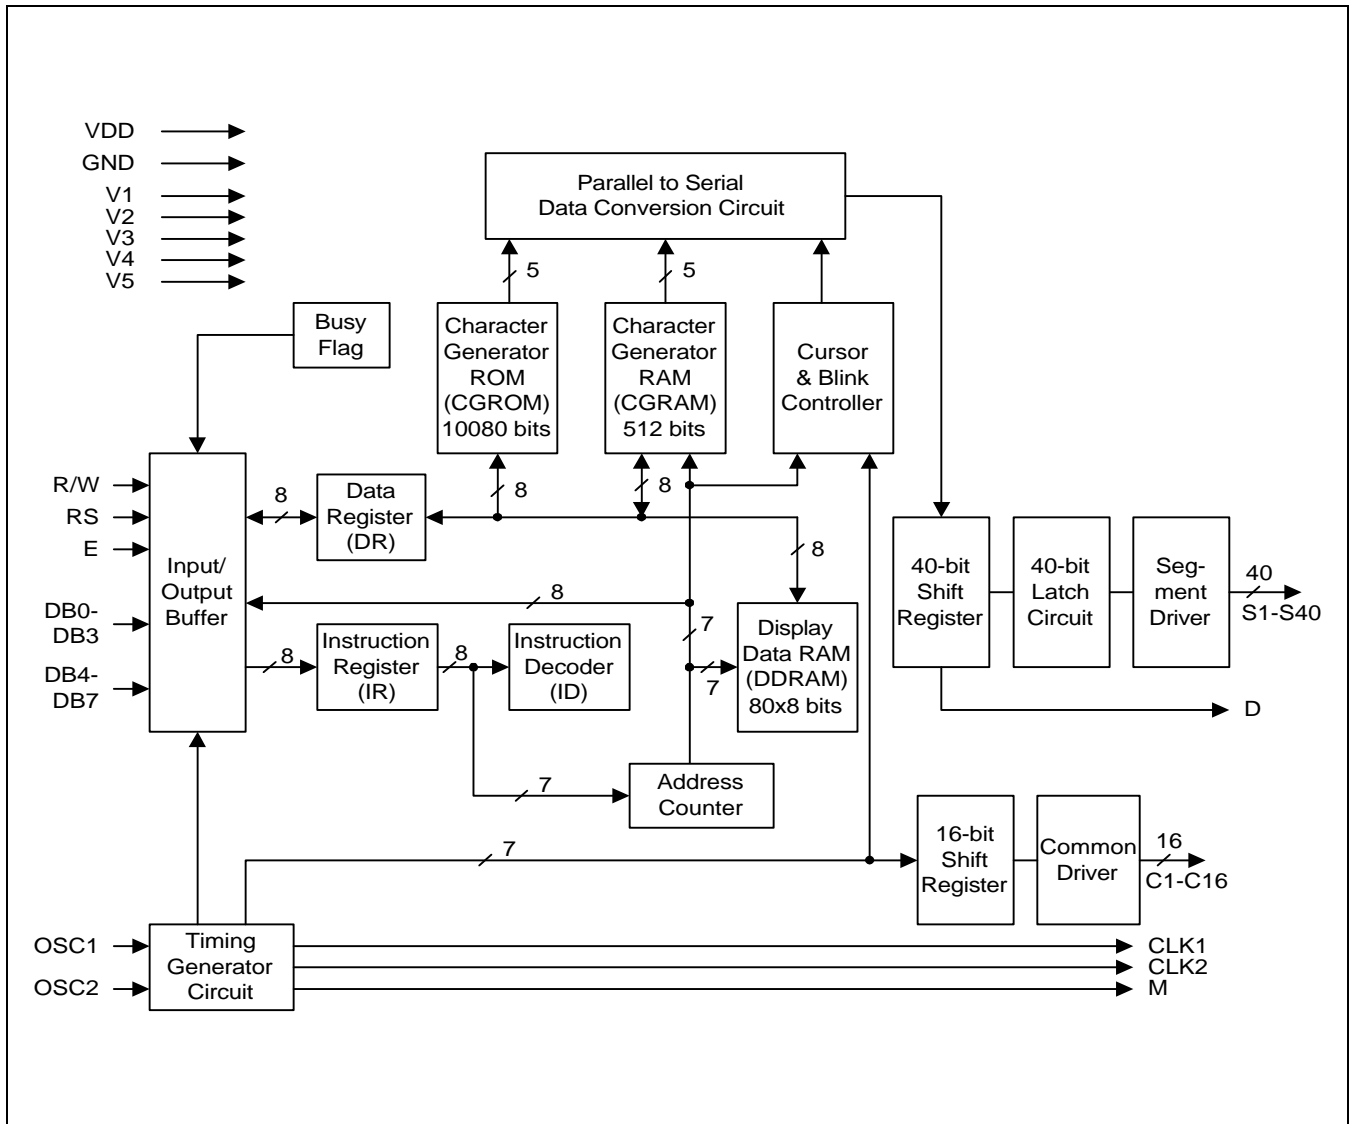 VDD
GND
V1
V2
V3
V4
V5
Parallel to Serial
Data Conversion Circuit
5
5
Busy
Flag
Character
Generator
ROM
(CGROM)
10080 bits
Character
Generator
RAM
(CGRAM)
512 bits
Cursor
& Blink
Controller
R/W
RS
E
DB0-
DB3
DB4-
DB7
Input/
Output
Buffer
8
Data
Register
(DR)
8
8
8
8
7
7
Display
Data RAM
(DDRAM)
80x8 bits
8
Instruction
Register
(IR)
8
Instruction
Decoder
(ID)
7
Address
Counter
40-bit
Shift
Register
40-bit
Latch
Circuit
Seg-
ment
Driver
40
S1-S40
D
7
16-bit
Shift
Register
Common
Driver
16
C1-C16
OSC1
OSC2
Timing
Generator
Circuit
CLK1
CLK2
M